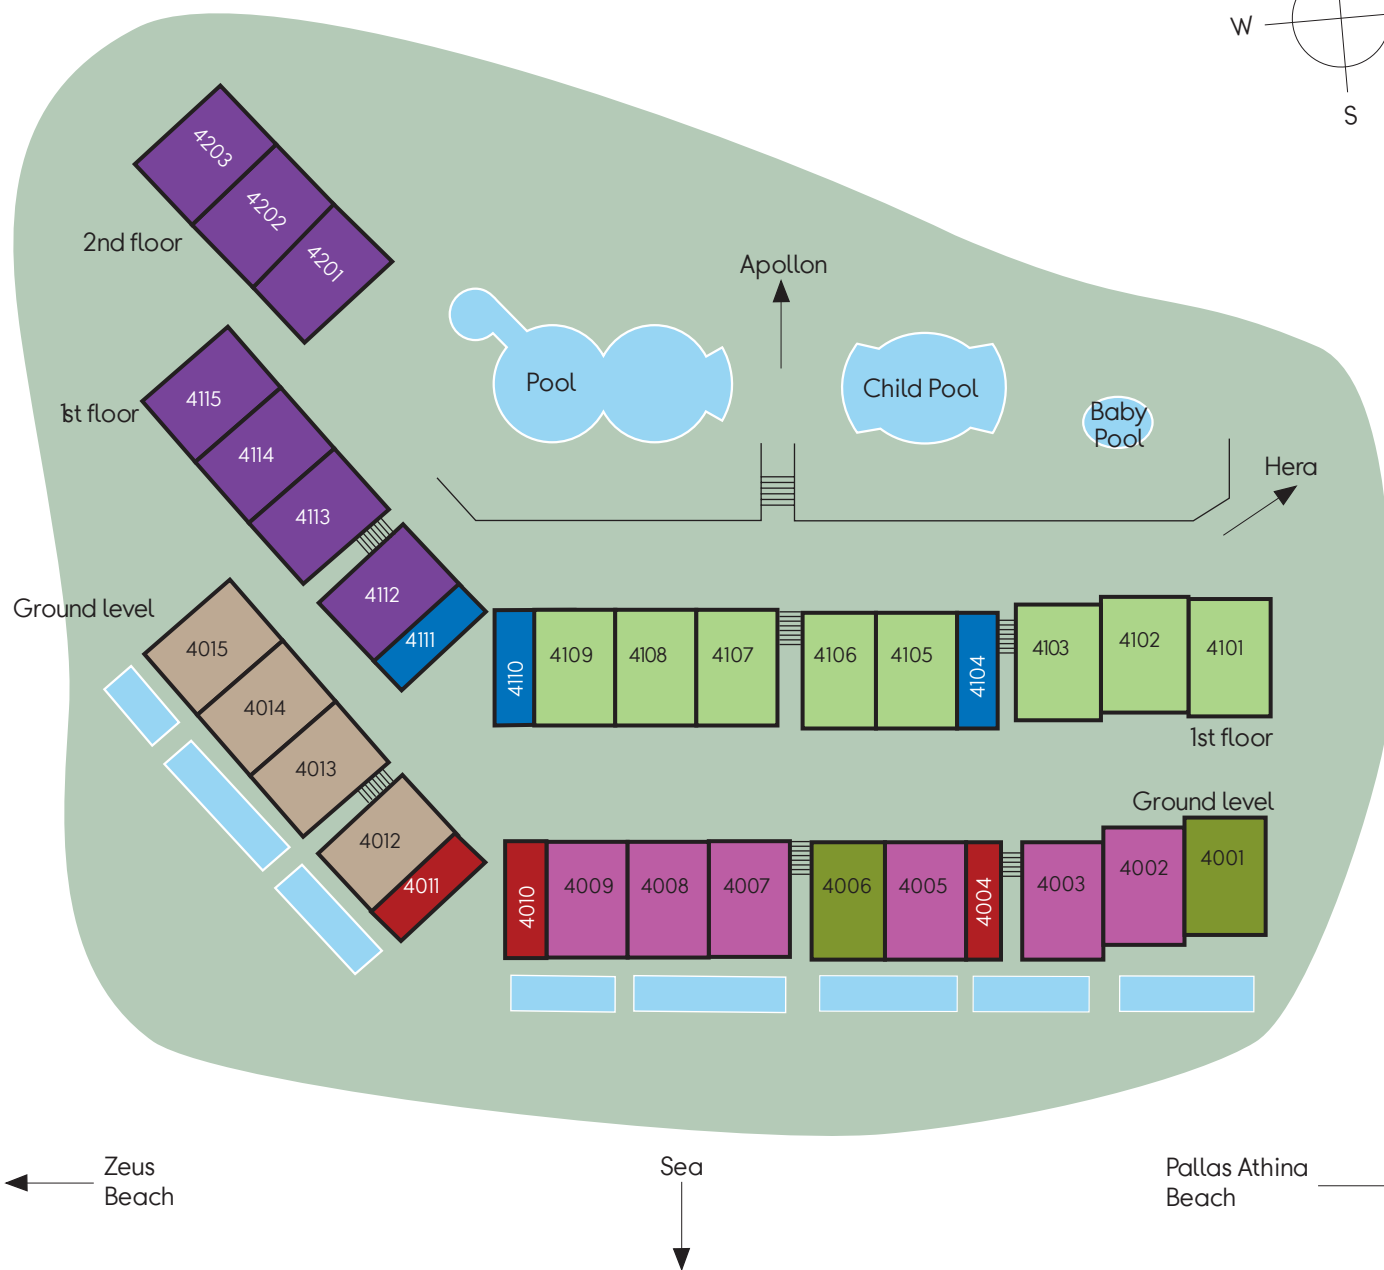 W
S
4203
4202
4201
2nd floor
Apollon
Pool
Child Pool
Baby
Pool
Hera
4115
1st floor
4114
4113
4112
4111
Ground level
4110
4109
4108
4107
4106
4105
4104
4103
4102
4101
1st floor
4015
4014
4013
4012
4011
Ground level
4010
4009
4008
4007
4006
4005
4004
4003
4002
4001
Zeus
Beach
Sea
Pallas Athina
Beach